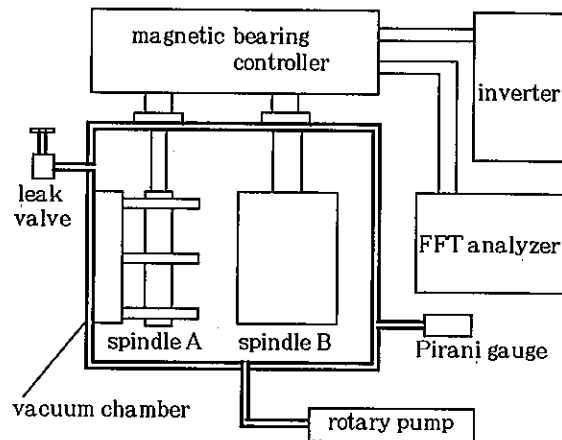 magnetic bearing
controller
inverter
leak
valve
FFT analyzer
spindle A
spindle B
Pirani gauge
vacuum chamber
rotary pump